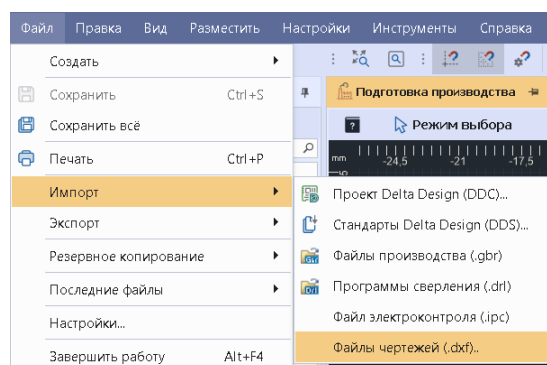 Файл Правка Вид Разместить Настройки Инструменты Справка
Создать
Сохранить Ctrl+S
Сохранить всё
Печать Ctrl+P
Импорт
Экспорт
Резервное копирование
Последние файлы
Настройки...
Завершить работу Alt+F4
Подготовка производства
Режим выбора
mm -24,5 -21 -17,5
Проект Delta Design (DDC)...
Стандарты Delta Design (DDS)...
Файлы производства (.gbr)
Программы сверления (.drl)
Файл электроконтроля (.ipc)
Файлы чертежей (.dxf)..